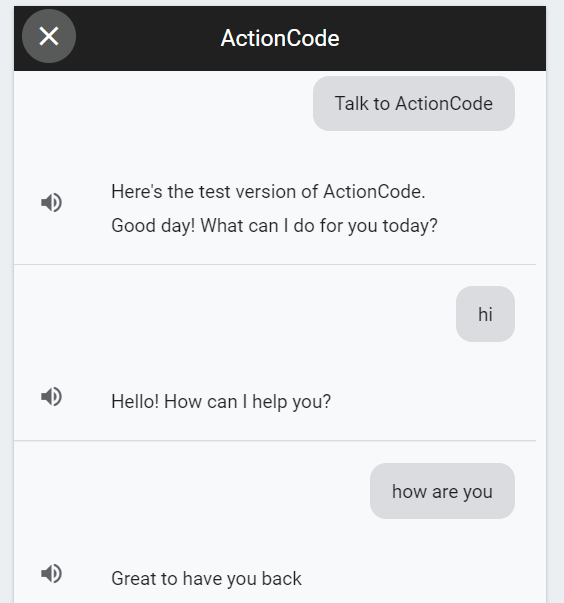 ActionCode
Talk to ActionCode
Here's the test version of ActionCode.
Good day! What can I do for you today?
hi
Hello! How can I help you?
how are you
Great to have you back